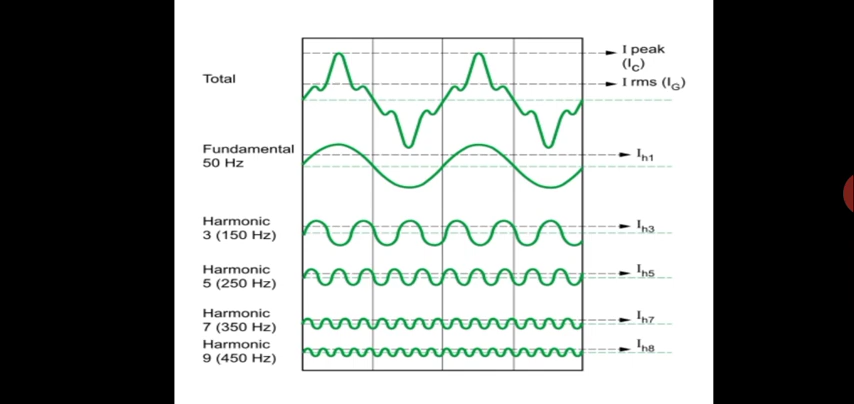 I peak
(Ic)
Total
I rms (IG)
Fundamental
50 Hz
Ih1
Harmonic
3 (150 Hz)
Ih3
Harmonic
5 (250 Hz)
Ih5
Harmonic
7 (350 Hz)
Ih7
Harmonic
9 (450 Hz)
Ih8